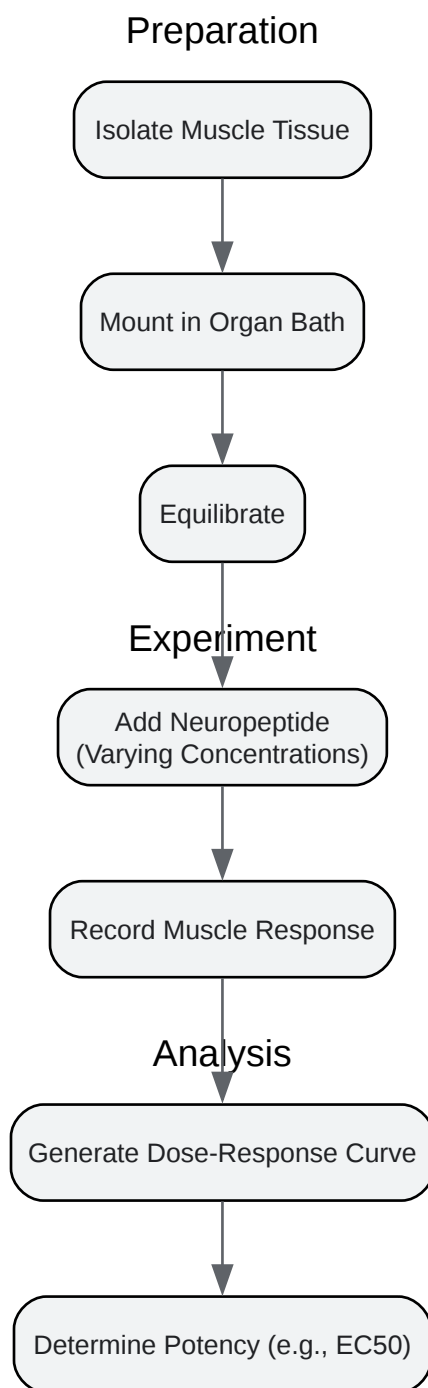 Preparation
Isolate Muscle Tissue
Mount in Organ Bath
Equilibrate
Experiment
Add Neuropeptide
(Varying Concentrations)
Record Muscle Response
Analysis
Generate Dose-Response Curve
Determine Potency (e.g., EC50)